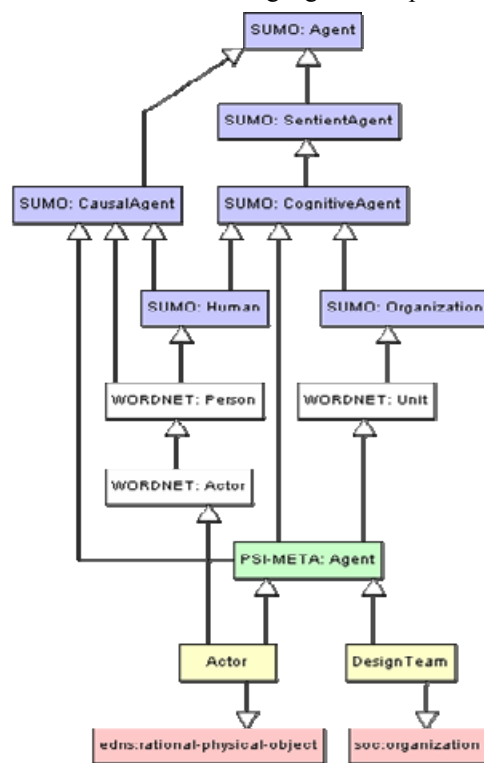 SUMO: Agent
SUMO: SentientAgent
SUMO: CausalAgent
SUMO: CognitiveAgent
SUMO: Human
SUMO: Organization
WORDNET: Person
WORDNET: Unit
WORDNET: Actor
PSI-META: Agent
Actor
DesignTeam
edns:rational-physical-object
soc:organization